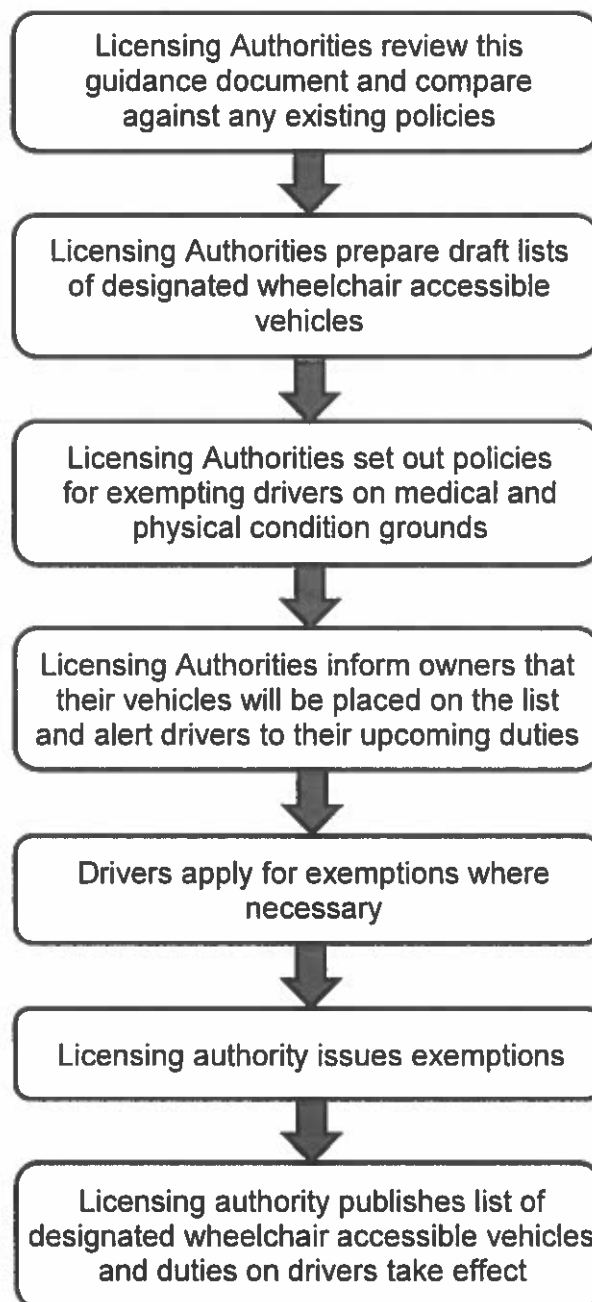 Licensing Authorities review this
guidance document and compare
against any existing policies
Licensing Authorities prepare draft lists
of designated wheelchair accessible
vehicles
Licensing Authorities set out policies
for exempting drivers on medical and
physical condition grounds
Licensing Authorities inform owners that
their vehicles will be placed on the list
and alert drivers to their upcoming duties
Drivers apply for exemptions where
necessary
Licensing authority issues exemptions
Licensing authority publishes list of
designated wheelchair accessible vehicles
and duties on drivers take effect